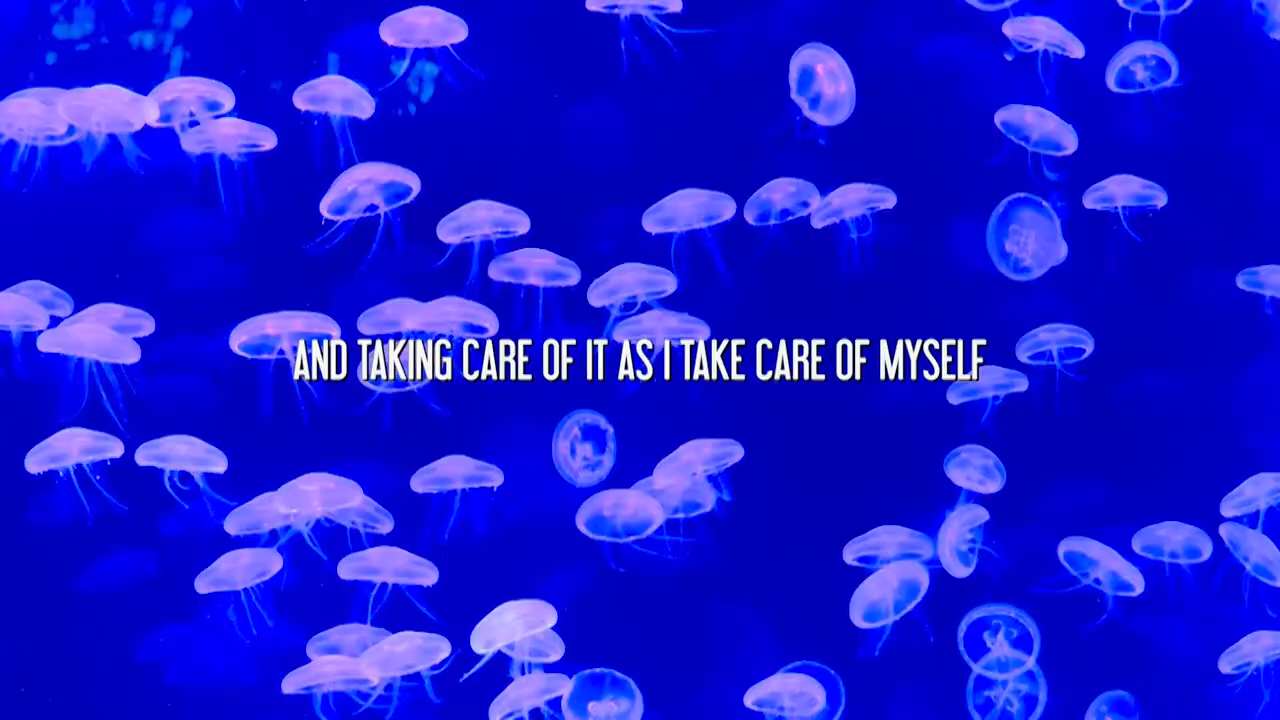 AND TAKING CARE OF IT AS I TAKE CARE OF MYSELF